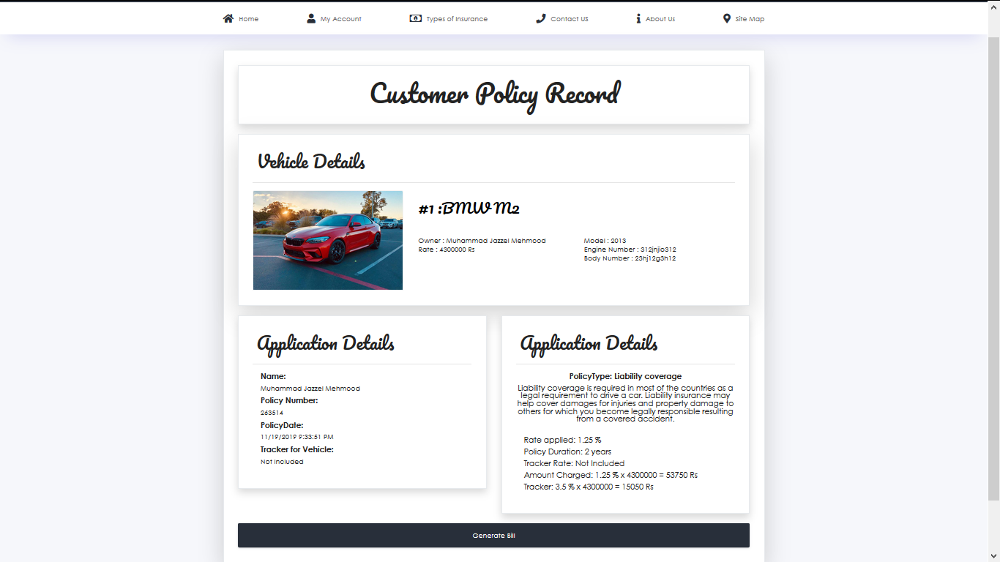 Home
My Account
Types of Insurance
Contact US
About Us
Site Map
Customer Policy Record
Vehicle Details
#1 :BMW M2
Owner : Muhammad Jazzel Mehmood
Rate : 4300000 Rs
Model : 2013
Engine Number : 312jnjio312
Body Number : 23hj12g3h12
Application Details
Name:
Muhammad Jazzel Mehmood
Policy Number:
263514
PolicyDate:
11/19/2019 9:33:51 PM
Tracker for Vehicle:
Not Included
Application Details
PolicyType: Liability coverage
Liability coverage is required in most of the countries as a
legal requirement to drive a car. Liability insurance may
help cover damages for injuries and property damage to
others for which you become legally responsible resulting
from a covered accident.
Rate applied: 1.25 %
Policy Duration: 2 years
Tracker Rate: Not Included
Amount Charged: 1.25 % x 4300000 = 53750 Rs
Tracker: 3.5 % x 4300000 = 15050 Rs
Generate Bill